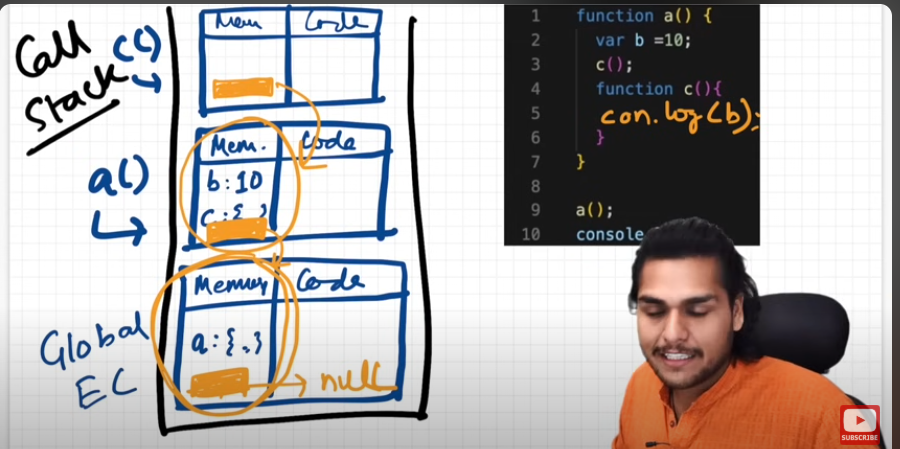 Call
Stack
c()
Mem
Code
a()
Mem.
Code
b:10
c:{ }
Global
EC
Memory
Code
a:{.}
null
1 function a() {
2 var b =10;
3 c();
4 function c(){
5 con.log(b);
6 }
7 }
8
9 a();
10 console
SUBSCRIBE